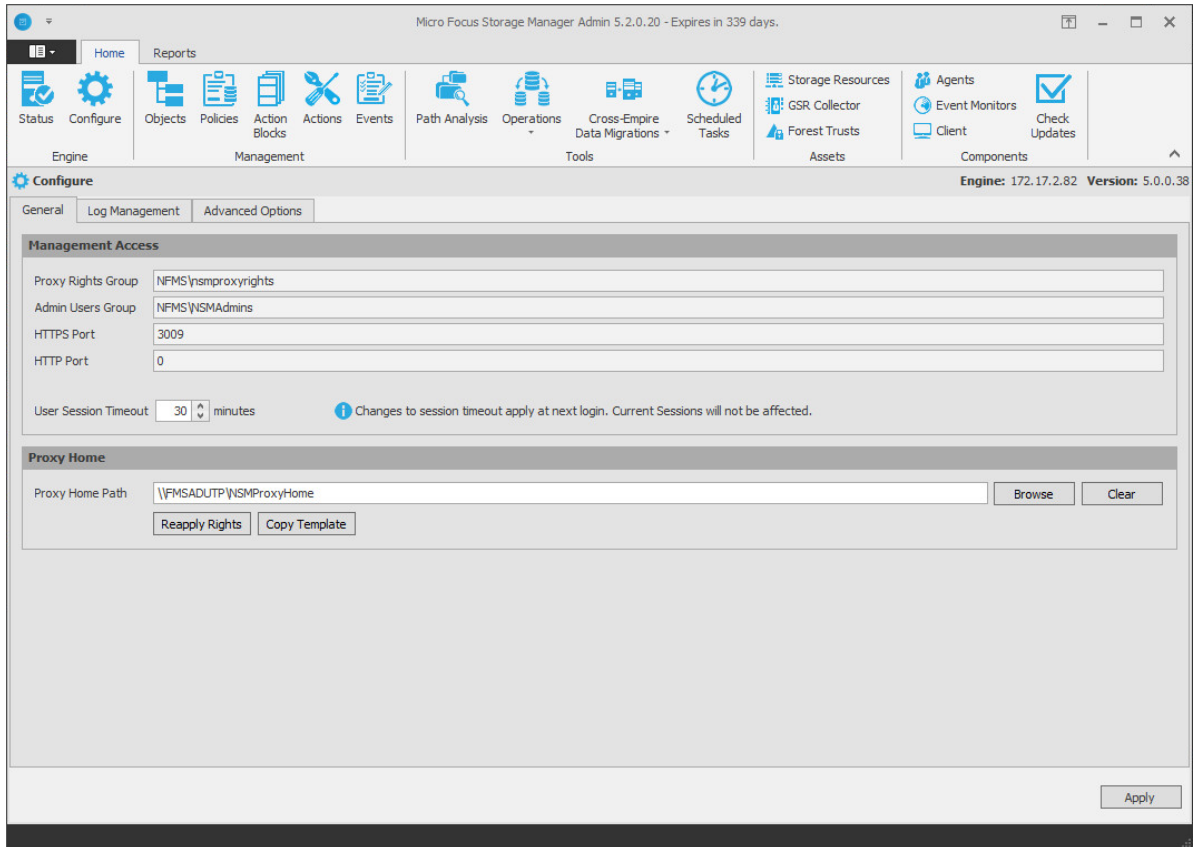 Micro Focus Storage Manager Admin 5.2.0.20 - Expires in 339 days.
Home Reports
Status Configure Objects Policies Action Blocks Actions Events Path Analysis Operations Cross-Empire Data Migrations Scheduled Tasks
Storage Resources
GSR Collector
Forest Trusts
Agents
Event Monitors
Client
Check Updates
Engine Management Tools Assets Components
Configure Engine: 172.17.2.82 Version: 5.0.0.38
General Log Management Advanced Options
Management Access
Proxy Rights Group NFMS\nsmproxyrights
Admin Users Group NFMS\NSMAdmins
HTTPS Port 3009
HTTP Port 0
User Session Timeout 30 minutes Changes to session timeout apply at next login. Current Sessions will not be affected.
Proxy Home
Proxy Home Path \\FMSADUTP\NSMProxyHome Browse Clear
Reapply Rights Copy Template
Apply